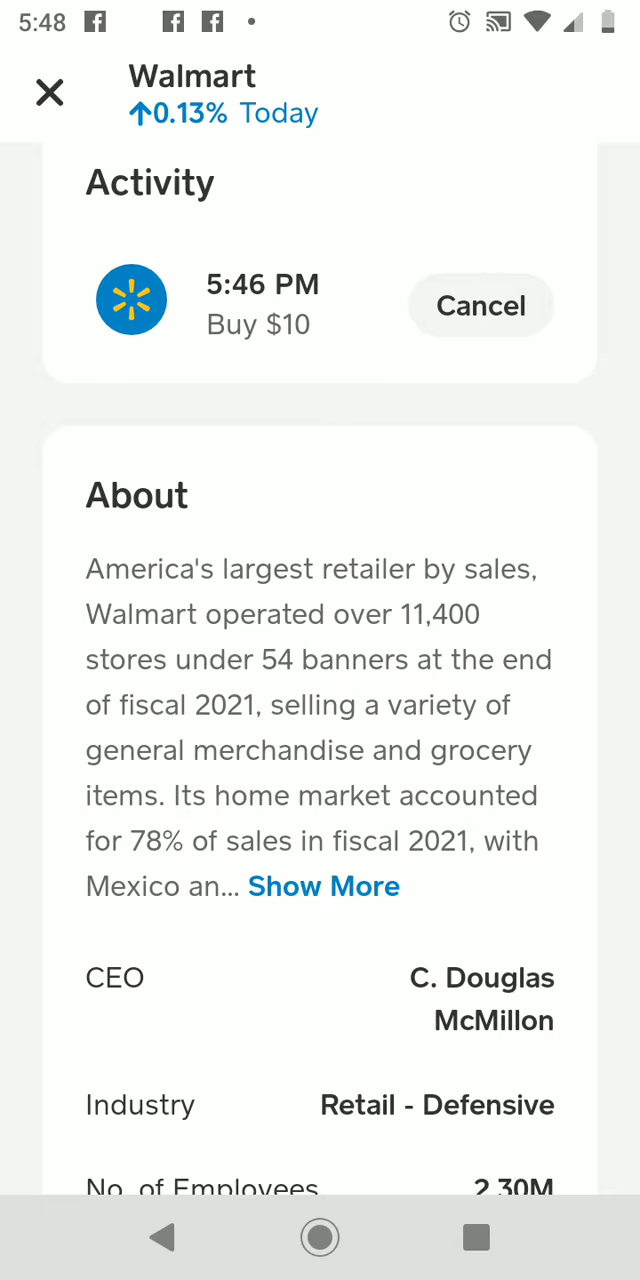 5:48
Walmart
↑0.13% Today
Activity
5:46 PM
Buy $10
Cancel
About
America's largest retailer by sales,
Walmart operated over 11,400
stores under 54 banners at the end
of fiscal 2021, selling a variety of
general merchandise and grocery
items. Its home market accounted
for 78% of sales in fiscal 2021, with
Mexico an... Show More
CEO C. Douglas
McMillon
Industry Retail - Defensive
No. of Employees 2.30M